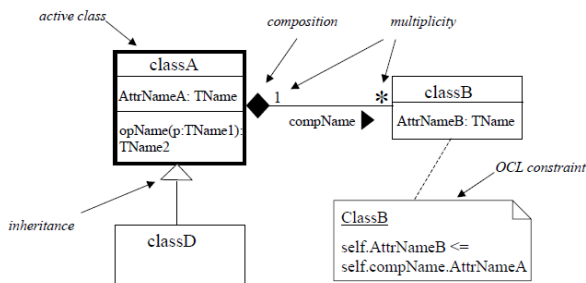 active class
composition
multiplicity
classA
AttrNameA: TName
opName(p:TName1):
TName2
1
*
compName
classB
AttrNameB: TName
OCL constraint
inheritance
classD
ClassB
self.AttrNameB <=
self.compName.AttrNameA